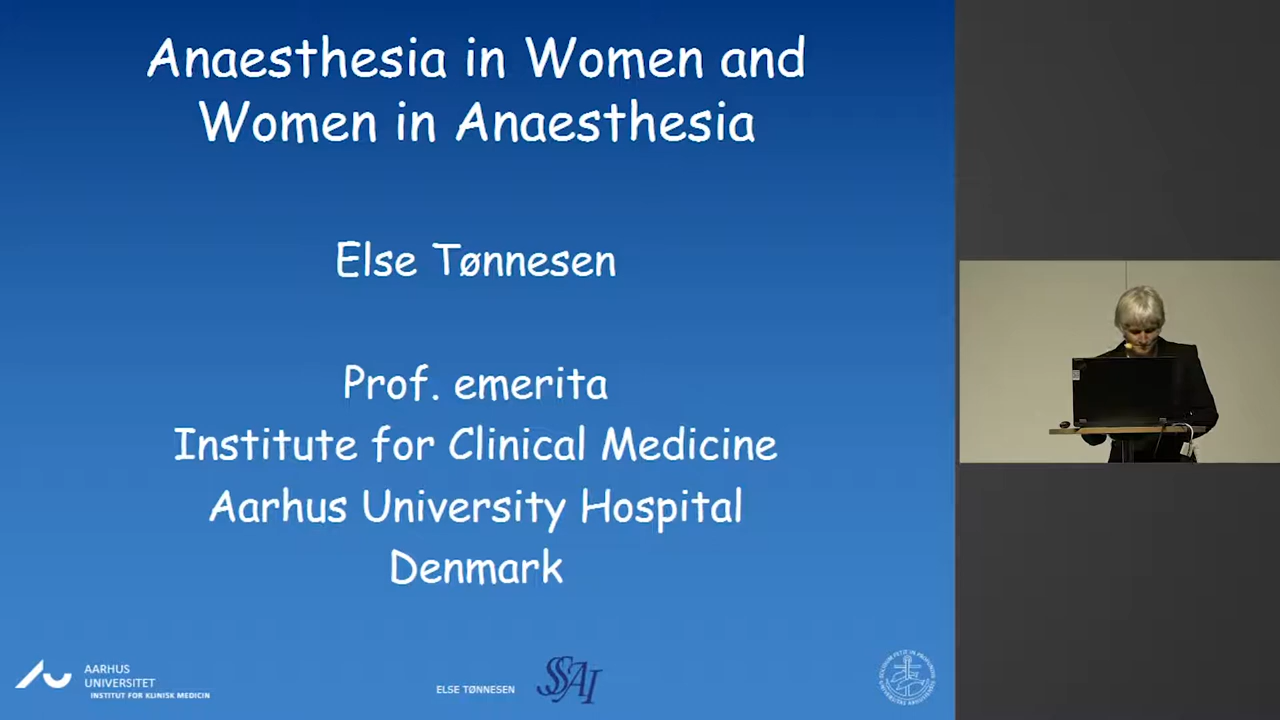 Anaesthesia in Women and
Women in Anaesthesia
Else Tønnesen
Prof. emerita
Institute for Clinical Medicine
Aarhus University Hospital
Denmark
AARHUS
UNIVERSITET
INSTITUT FOR KLINISK MEDICIN
ELSE TØNNESEN
SSAI